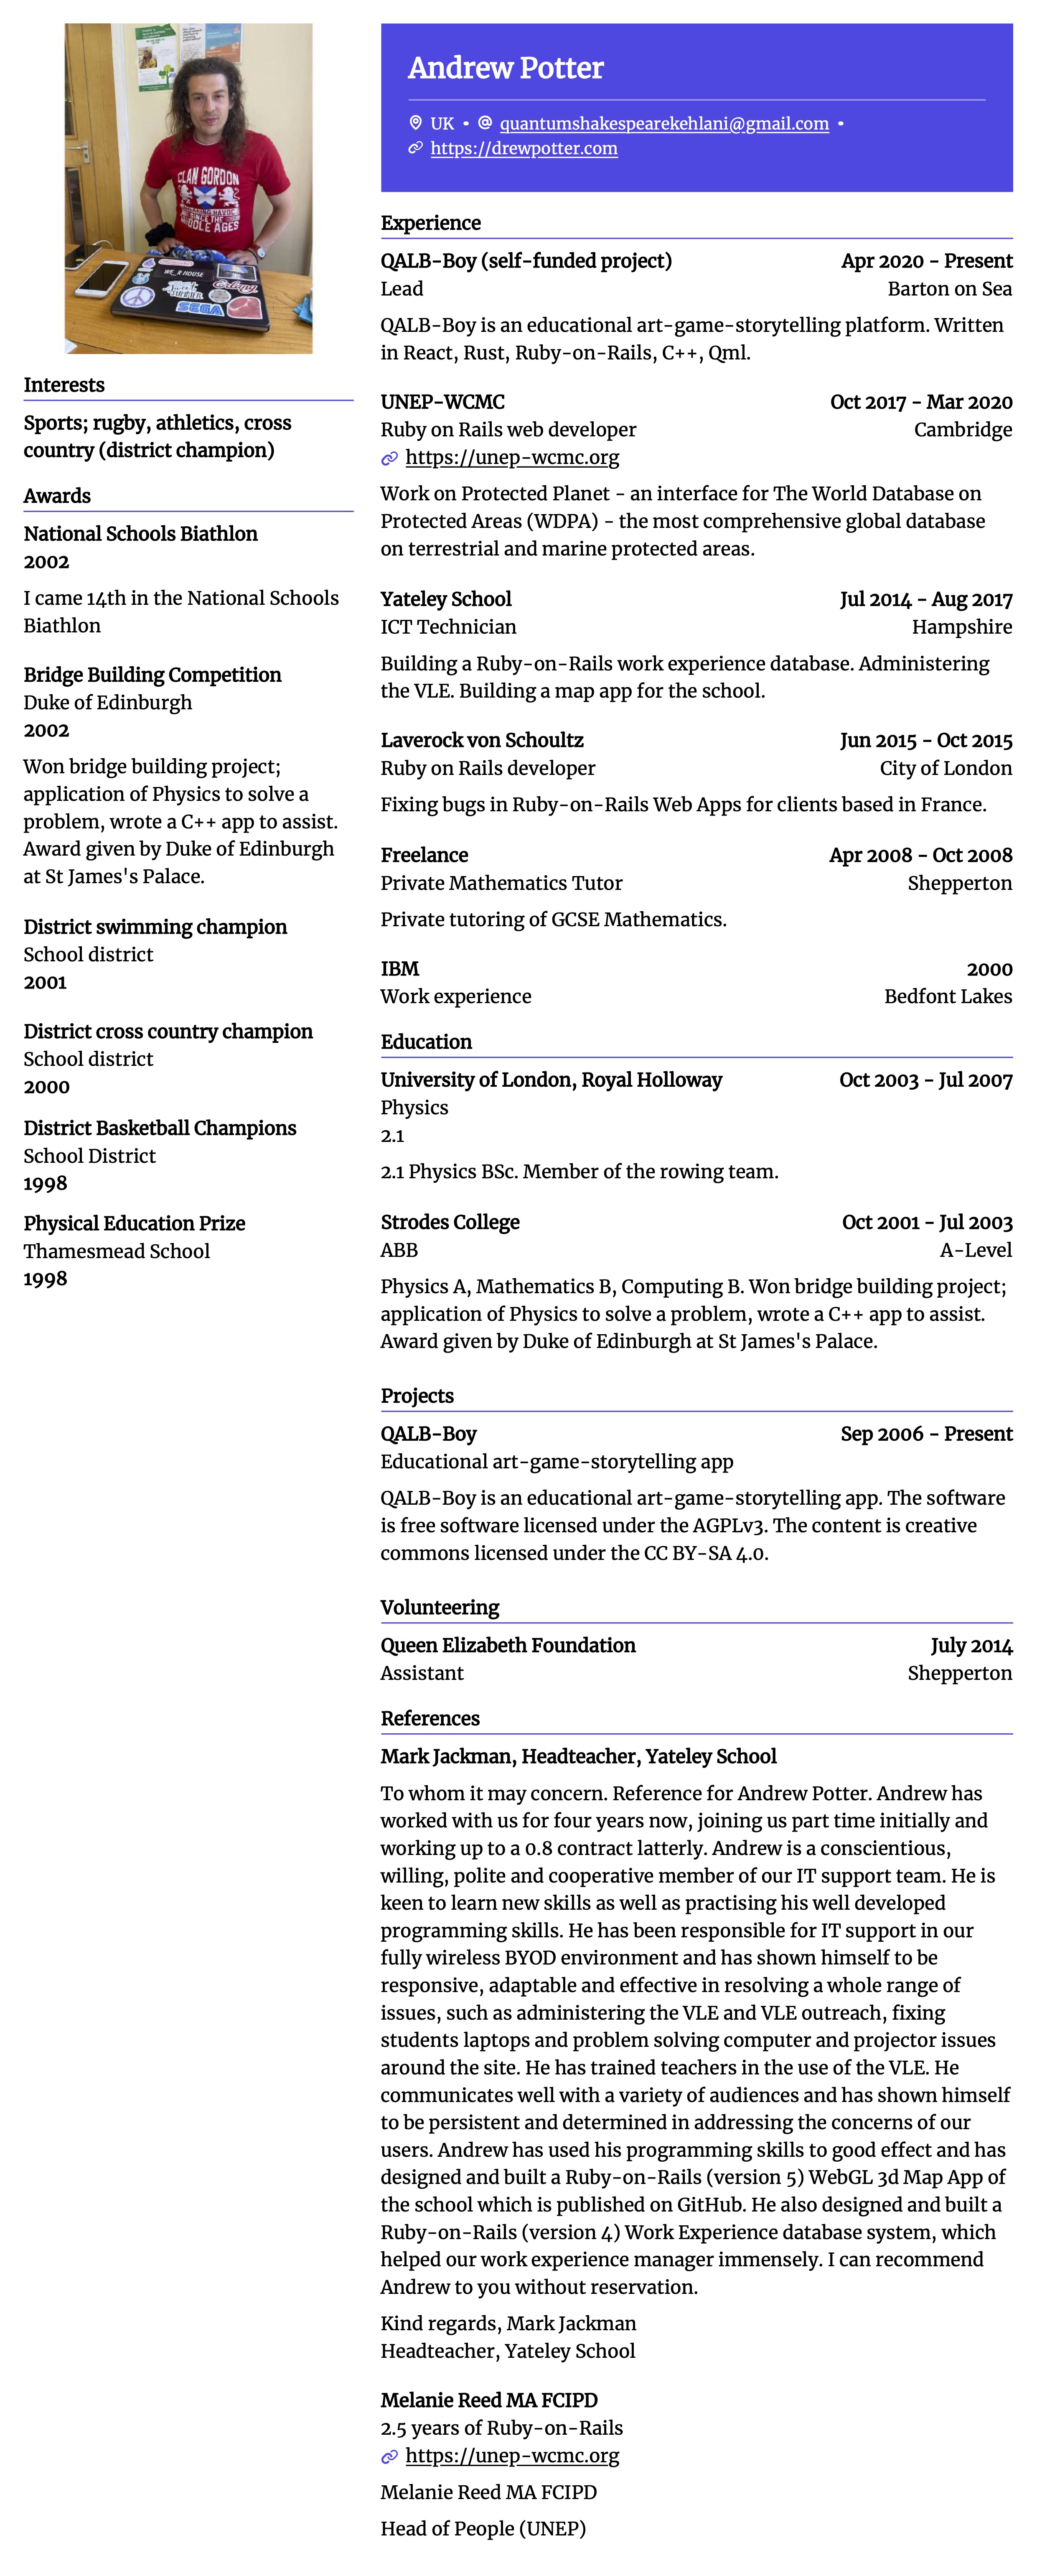 CLAN GORDON
SINCE THE
MIDDLE AGES
WE_R HOUSE
SEGA
Interests
Sports; rugby, athletics, cross
country (district champion)
Awards
National Schools Biathlon
2002
I came 14th in the National Schools
Biathlon
Bridge Building Competition
Duke of Edinburgh
2002
Won bridge building project;
application of Physics to solve a
problem, wrote a C++ app to assist.
Award given by Duke of Edinburgh
at St James's Palace.
District swimming champion
School district
2001
District cross country champion
School district
2000
District Basketball Champions
School District
1998
Physical Education Prize
Thamesmead School
1998
Andrew Potter
UK • quantumshakespearekehlani@gmail.com •
https://drewpotter.com
Experience
QALB-Boy (self-funded project) Apr 2020 - Present
Lead Barton on Sea
QALB-Boy is an educational art-game-storytelling platform. Written
in React, Rust, Ruby-on-Rails, C++, Qml.
UNEP-WCMC Oct 2017 - Mar 2020
Ruby on Rails web developer Cambridge
https://unep-wcmc.org
Work on Protected Planet - an interface for The World Database on
Protected Areas (WDPA) - the most comprehensive global database
on terrestrial and marine protected areas.
Yateley School Jul 2014 - Aug 2017
ICT Technician Hampshire
Building a Ruby-on-Rails work experience database. Administering
the VLE. Building a map app for the school.
Laverock von Schoultz Jun 2015 - Oct 2015
Ruby on Rails developer City of London
Fixing bugs in Ruby-on-Rails Web Apps for clients based in France.
Freelance Apr 2008 - Oct 2008
Private Mathematics Tutor Shepperton
Private tutoring of GCSE Mathematics.
IBM 2000
Work experience Bedfont Lakes
Education
University of London, Royal Holloway Oct 2003 - Jul 2007
Physics
2.1
2.1 Physics BSc. Member of the rowing team.
Strodes College Oct 2001 - Jul 2003
ABB A-Level
Physics A, Mathematics B, Computing B. Won bridge building project;
application of Physics to solve a problem, wrote a C++ app to assist.
Award given by Duke of Edinburgh at St James's Palace.
Projects
QALB-Boy Sep 2006 - Present
Educational art-game-storytelling app
QALB-Boy is an educational art-game-storytelling app. The software
is free software licensed under the AGPLv3. The content is creative
commons licensed under the CC BY-SA 4.0.
Volunteering
Queen Elizabeth Foundation July 2014
Assistant Shepperton
References
Mark Jackman, Headteacher, Yateley School
To whom it may concern. Reference for Andrew Potter. Andrew has
worked with us for four years now, joining us part time initially and
working up to a 0.8 contract latterly. Andrew is a conscientious,
willing, polite and cooperative member of our IT support team. He is
keen to learn new skills as well as practising his well developed
programming skills. He has been responsible for IT support in our
fully wireless BYOD environment and has shown himself to be
responsive, adaptable and effective in resolving a whole range of
issues, such as administering the VLE and VLE outreach, fixing
students laptops and problem solving computer and projector issues
around the site. He has trained teachers in the use of the VLE. He
communicates well with a variety of audiences and has shown himself
to be persistent and determined in addressing the concerns of our
users. Andrew has used his programming skills to good effect and has
designed and built a Ruby-on-Rails (version 5) WebGL 3d Map App of
the school which is published on GitHub. He also designed and built a
Ruby-on-Rails (version 4) Work Experience database system, which
helped our work experience manager immensely. I can recommend
Andrew to you without reservation.
Kind regards, Mark Jackman
Headteacher, Yateley School
Melanie Reed MA FCIPD
2.5 years of Ruby-on-Rails
https://unep-wcmc.org
Melanie Reed MA FCIPD
Head of People (UNEP)